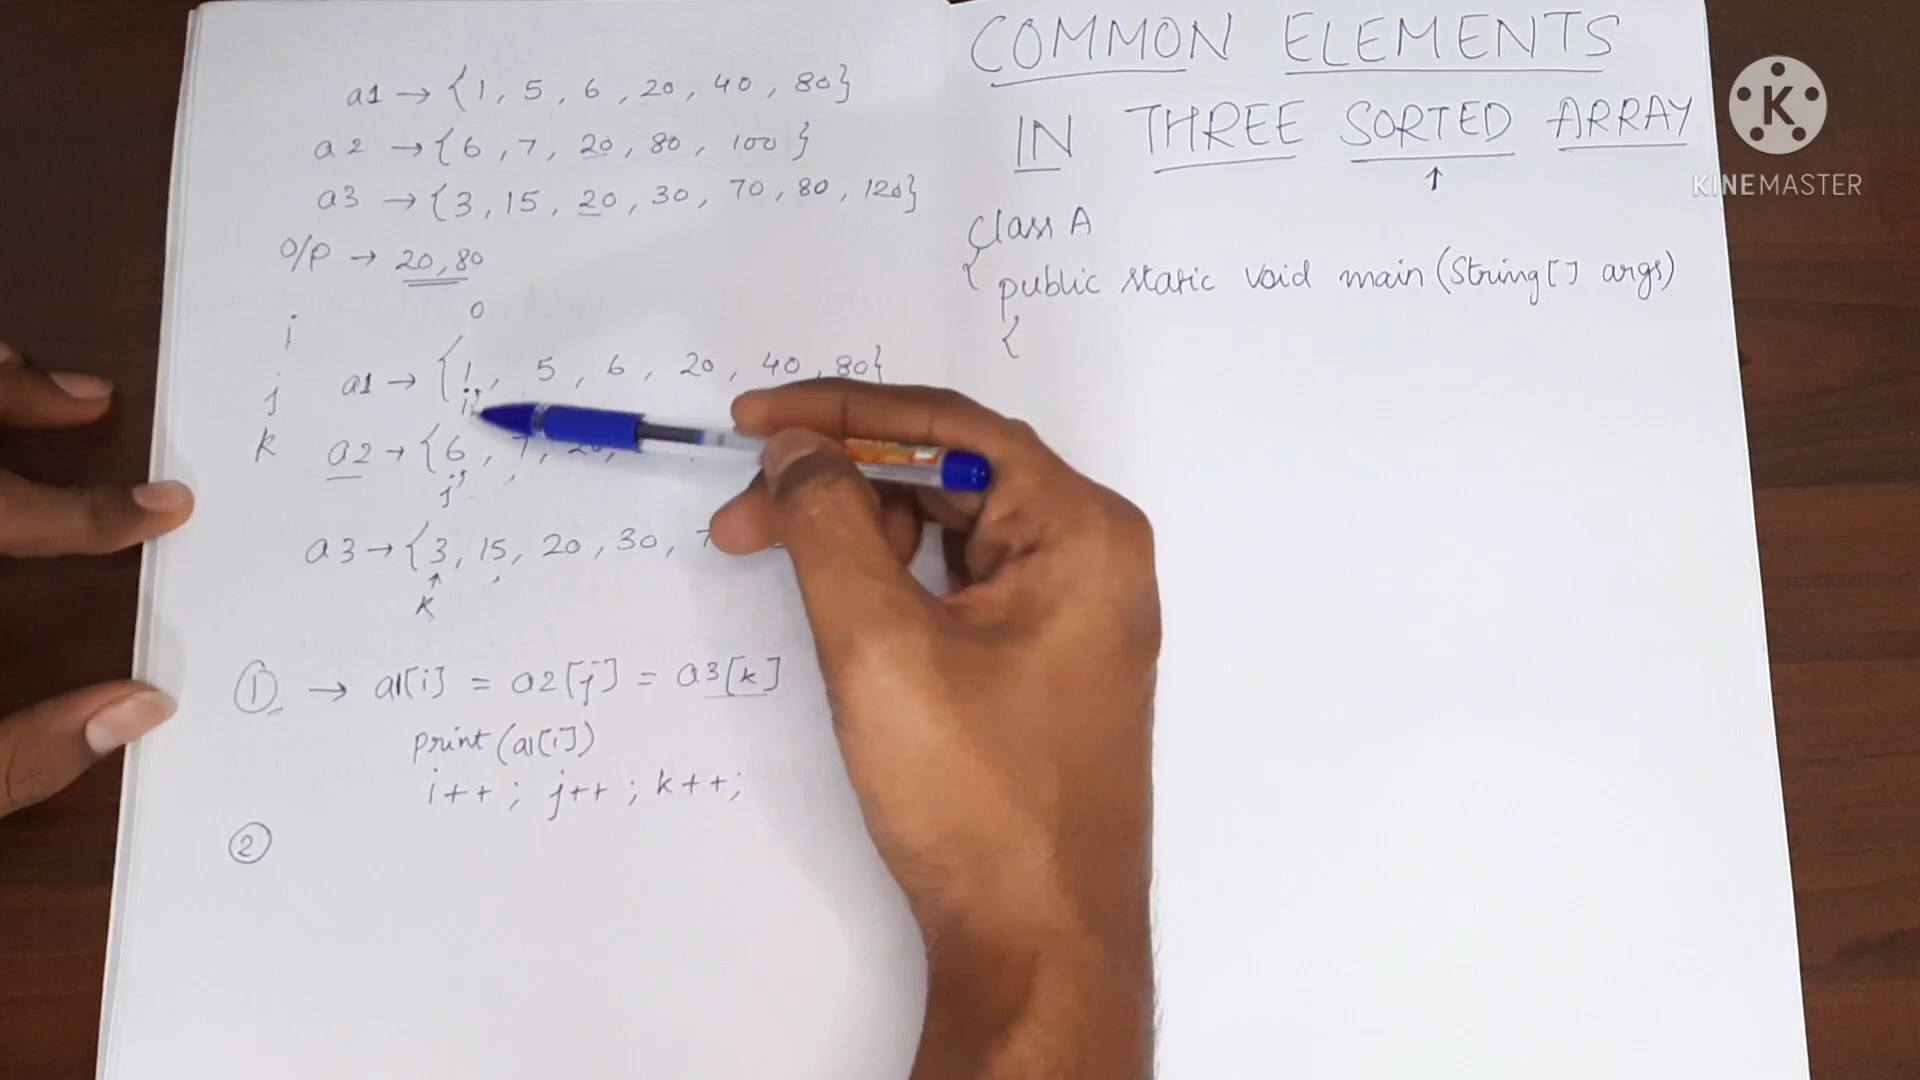 a1 → {1, 5, 6, 20, 40, 80}
a2 → {6, 7, 20, 80, 100}
a3 → {3, 15, 20, 30, 70, 80, 120}
O/P → 20, 80
0
i
j
k
a1 → {1, 5, 6, 20, 40, 80}
i
a2 → {6, 7, 20,
j
a3 → {3, 15, 20, 30, 7
↑
k
① → a1[i] = a2[j] = a3[k]
print(a1[i])
i++; j++; k++;
②
COMMON ELEMENTS
IN THREE SORTED ARRAY
↑
Class A
{ public static void main(String[] args)
{
K
KINEMASTER